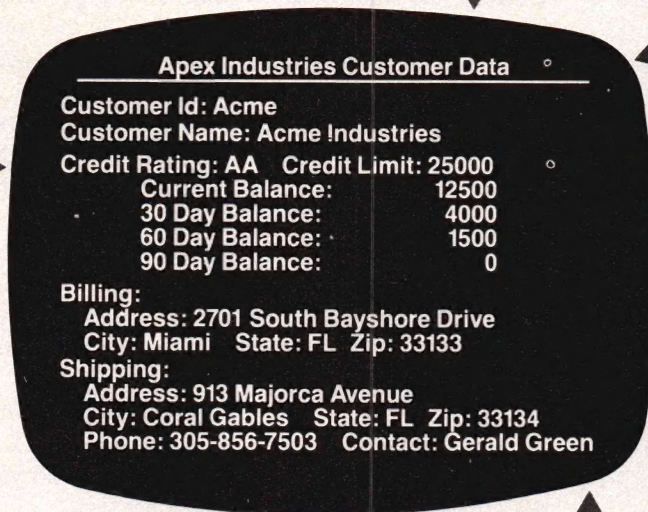 Apex Industries Customer Data
Customer Id: Acme
Customer Name: Acme Industries
Credit Rating: AA Credit Limit: 25000
Current Balance: 12500
30 Day Balance: 4000
60 Day Balance: 1500
90 Day Balance: 0
Billing:
Address: 2701 South Bayshore Drive
City: Miami State: FL Zip: 33133
Shipping:
Address: 913 Majorca Avenue
City: Coral Gables State: FL Zip: 33134
Phone: 305-856-7503 Contact: Gerald Green